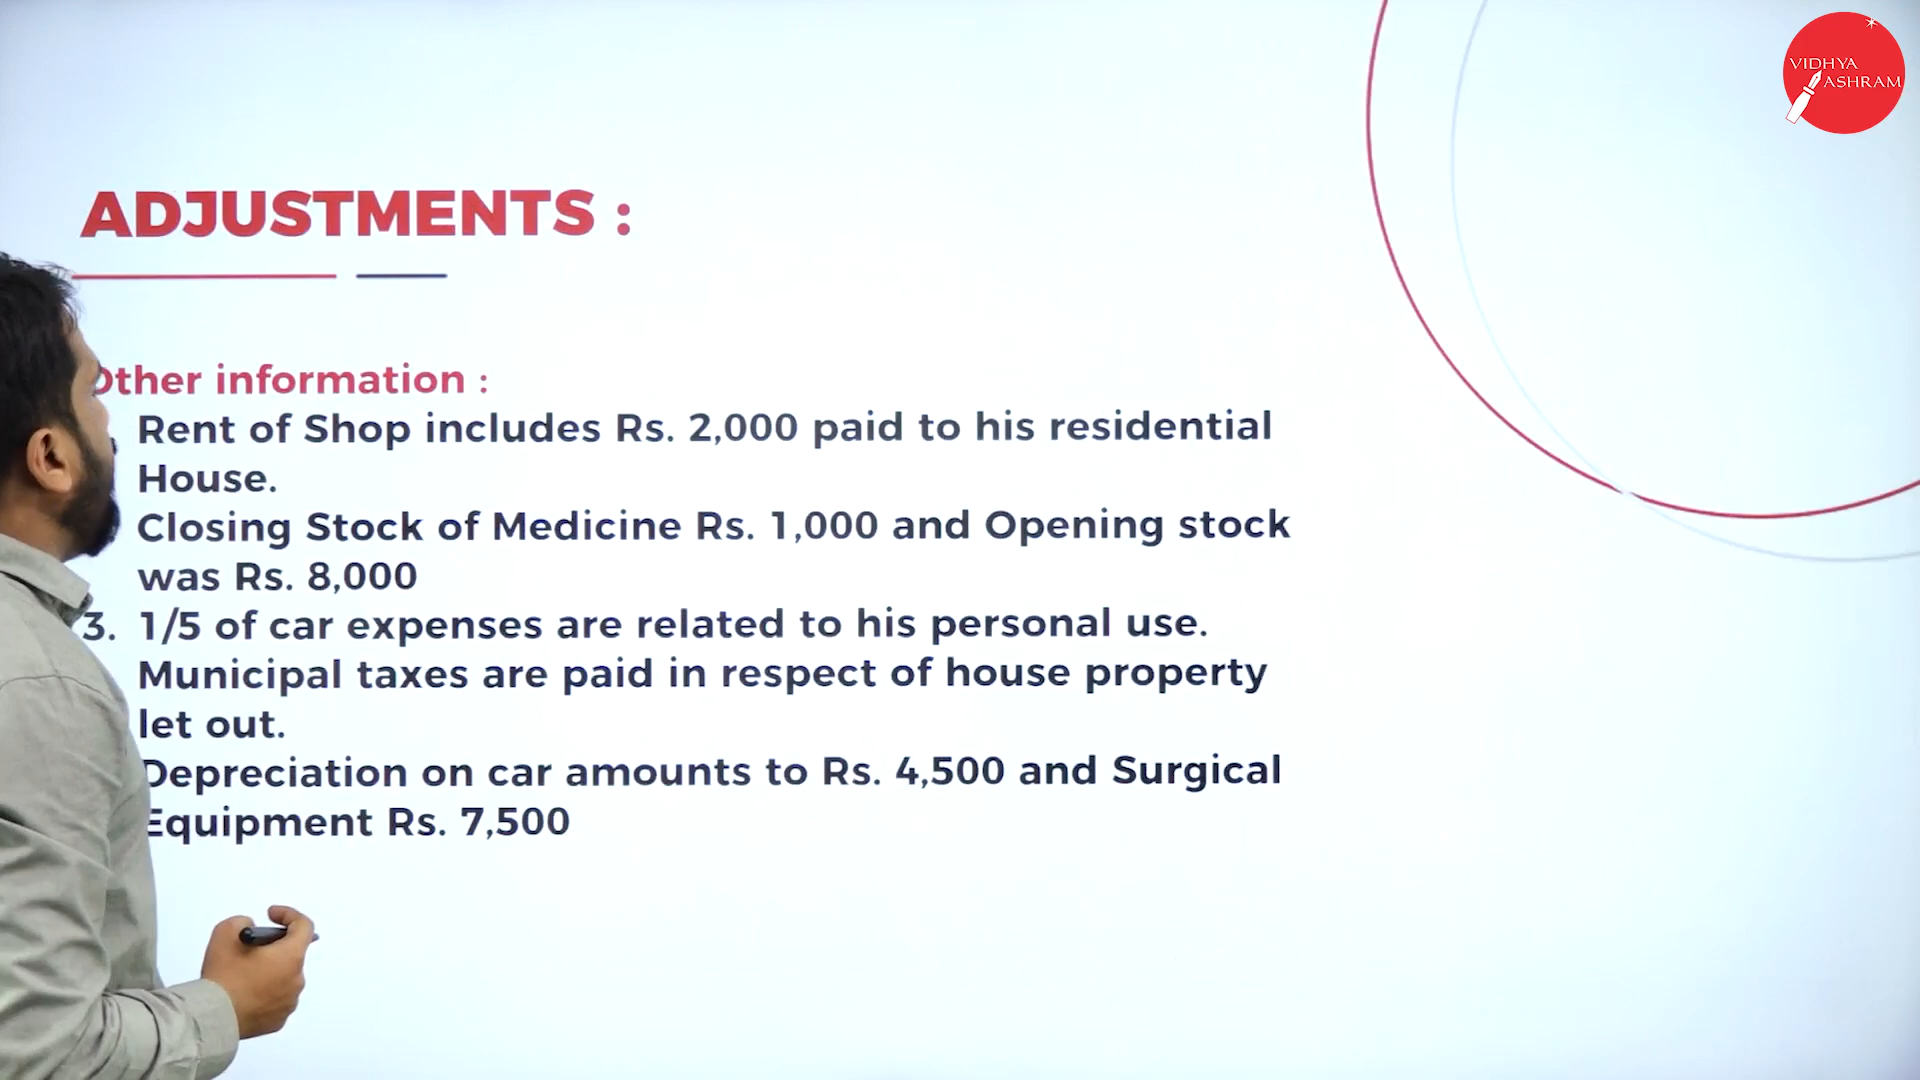 VIDHYA
ASHRAM
ADJUSTMENTS :
Other information :
Rent of Shop includes Rs. 2,000 paid to his residential
House.
Closing Stock of Medicine Rs. 1,000 and Opening stock
was Rs. 8,000
3. 1/5 of car expenses are related to his personal use.
Municipal taxes are paid in respect of house property
let out.
Depreciation on car amounts to Rs. 4,500 and Surgical
Equipment Rs. 7,500